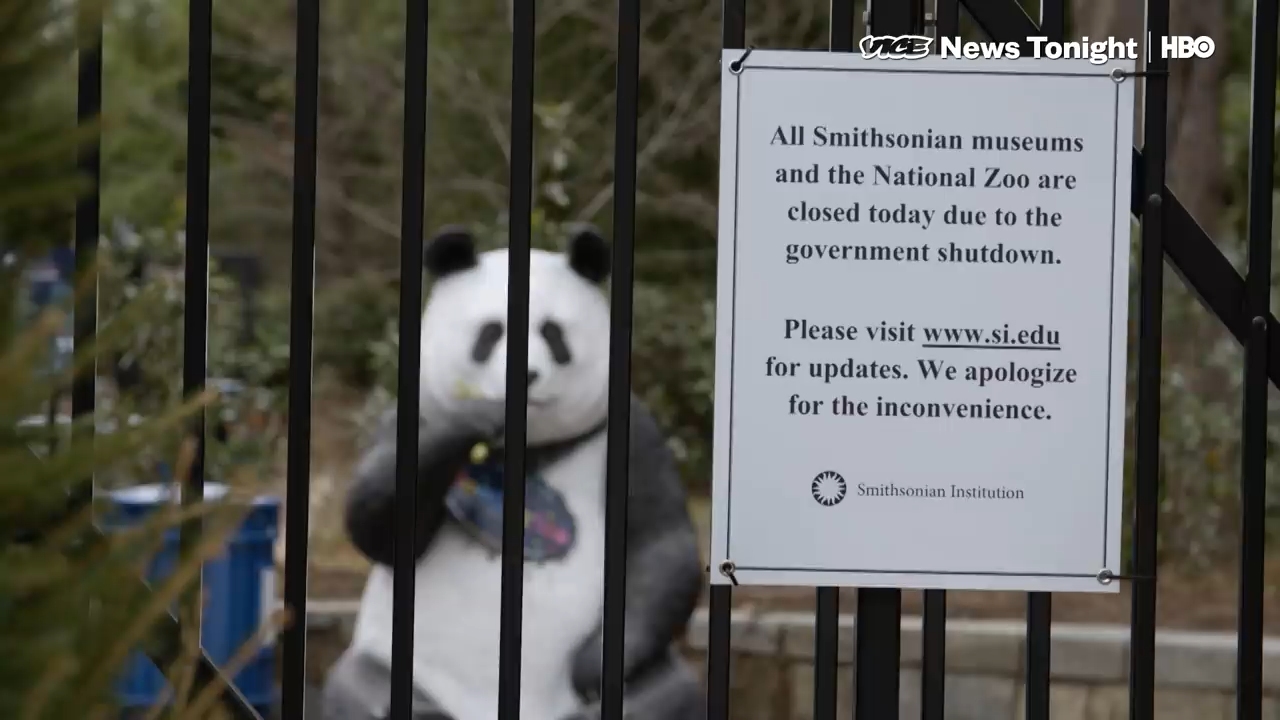 VICE News Tonight | HBO
All Smithsonian museums
and the National Zoo are
closed today due to the
government shutdown.
Please visit www.si.edu
for updates. We apologize
for the inconvenience.
Smithsonian Institution